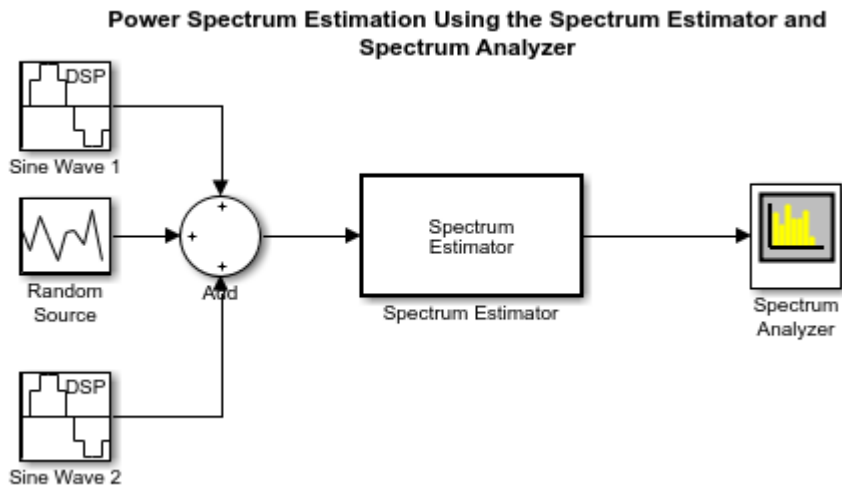 Power Spectrum Estimation Using the Spectrum Estimator and
Spectrum Analyzer
DSP
Sine Wave 1
Random
Source
+
+
+
Add
Spectrum
Estimator
Spectrum Estimator
Spectrum
Analyzer
DSP
Sine Wave 2